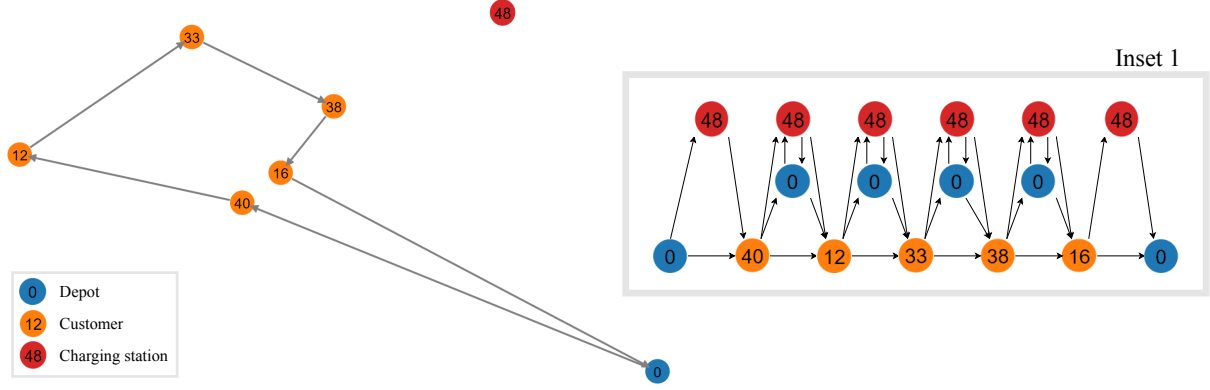 48
33
38
12
16
40
0
0 Depot
12 Customer
48 Charging station
Inset 1
48 48 48 48 48 48
0 0 0 0
0 40 12 33 38 16 0